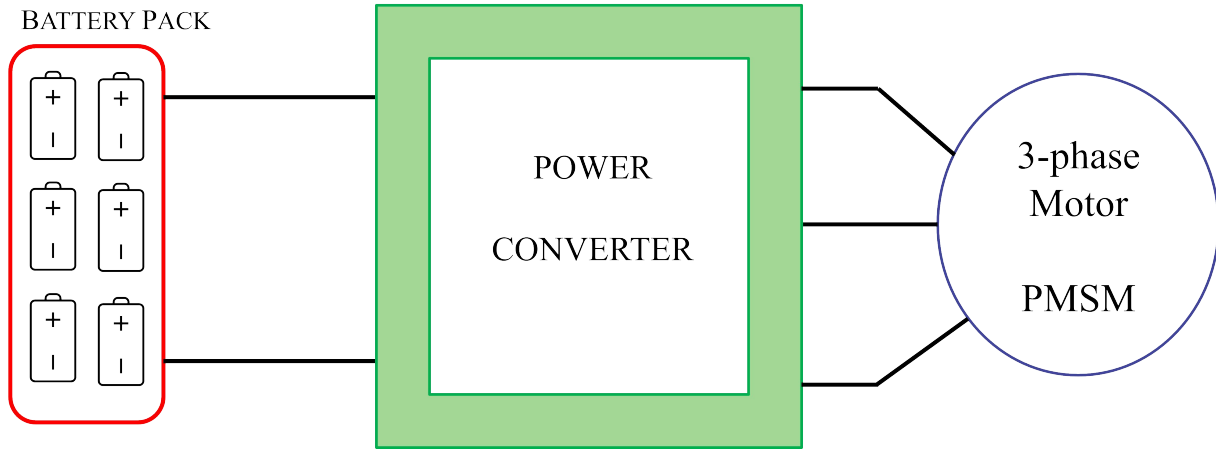 BATTERY PACK
+ +
- -
+ +
- -
+ +
- -
POWER
CONVERTER
3-phase
Motor
PMSM